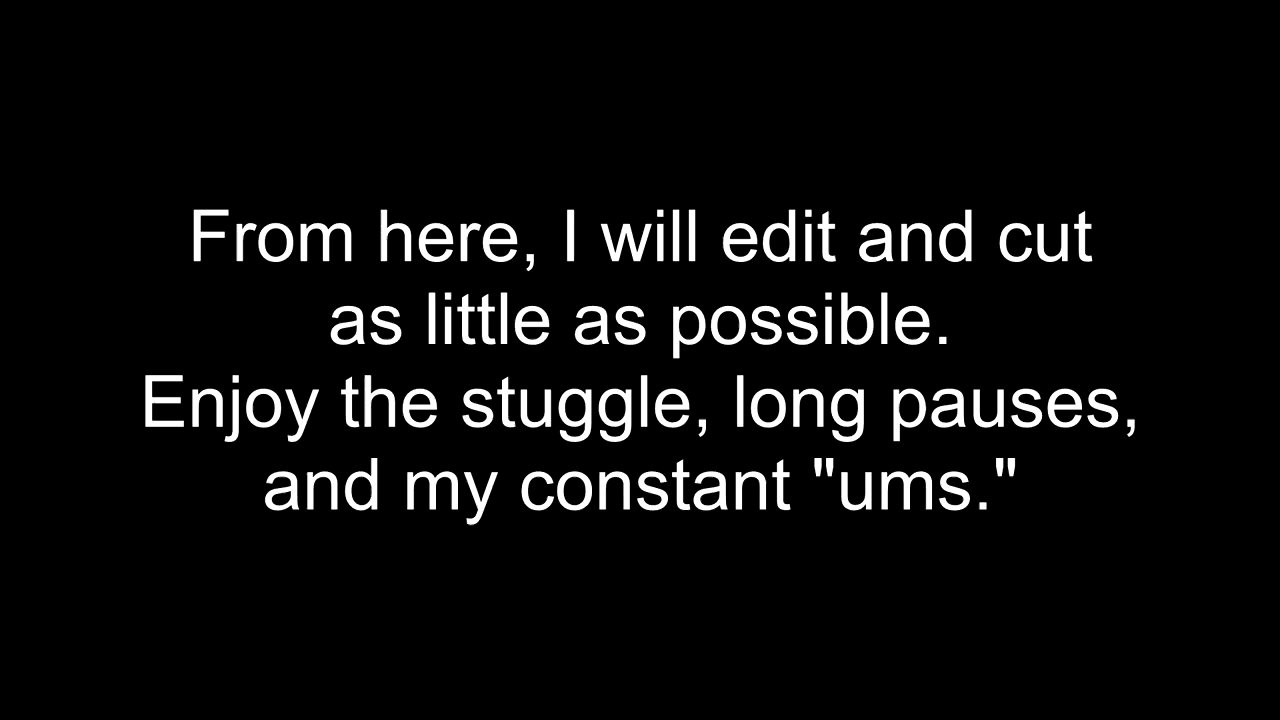 From here, I will edit and cut
as little as possible.
Enjoy the stuggle, long pauses,
and my constant "ums."